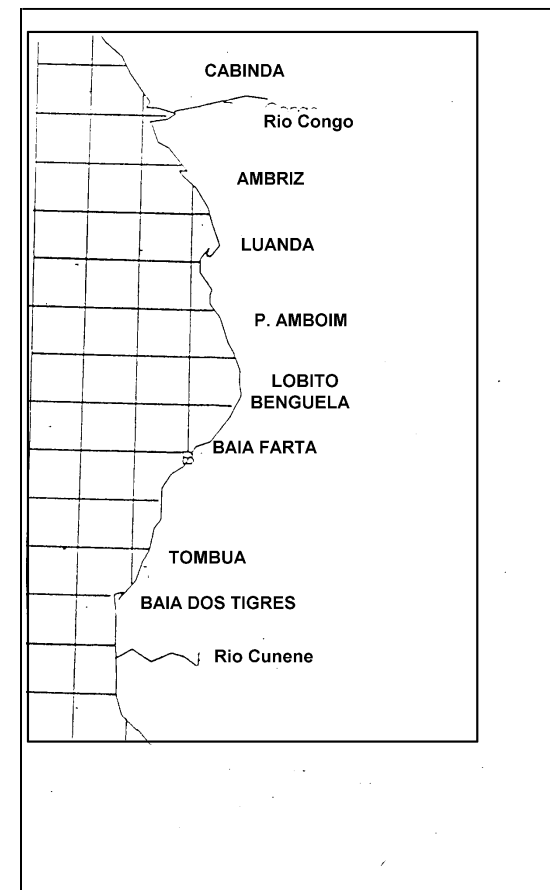 CABINDA
Rio Congo
AMBRIZ
LUANDA
P. AMBOIM
LOBITO
BENGUELA
BAIA FARTA
TOMBUA
BAIA DOS TIGRES
Rio Cunene